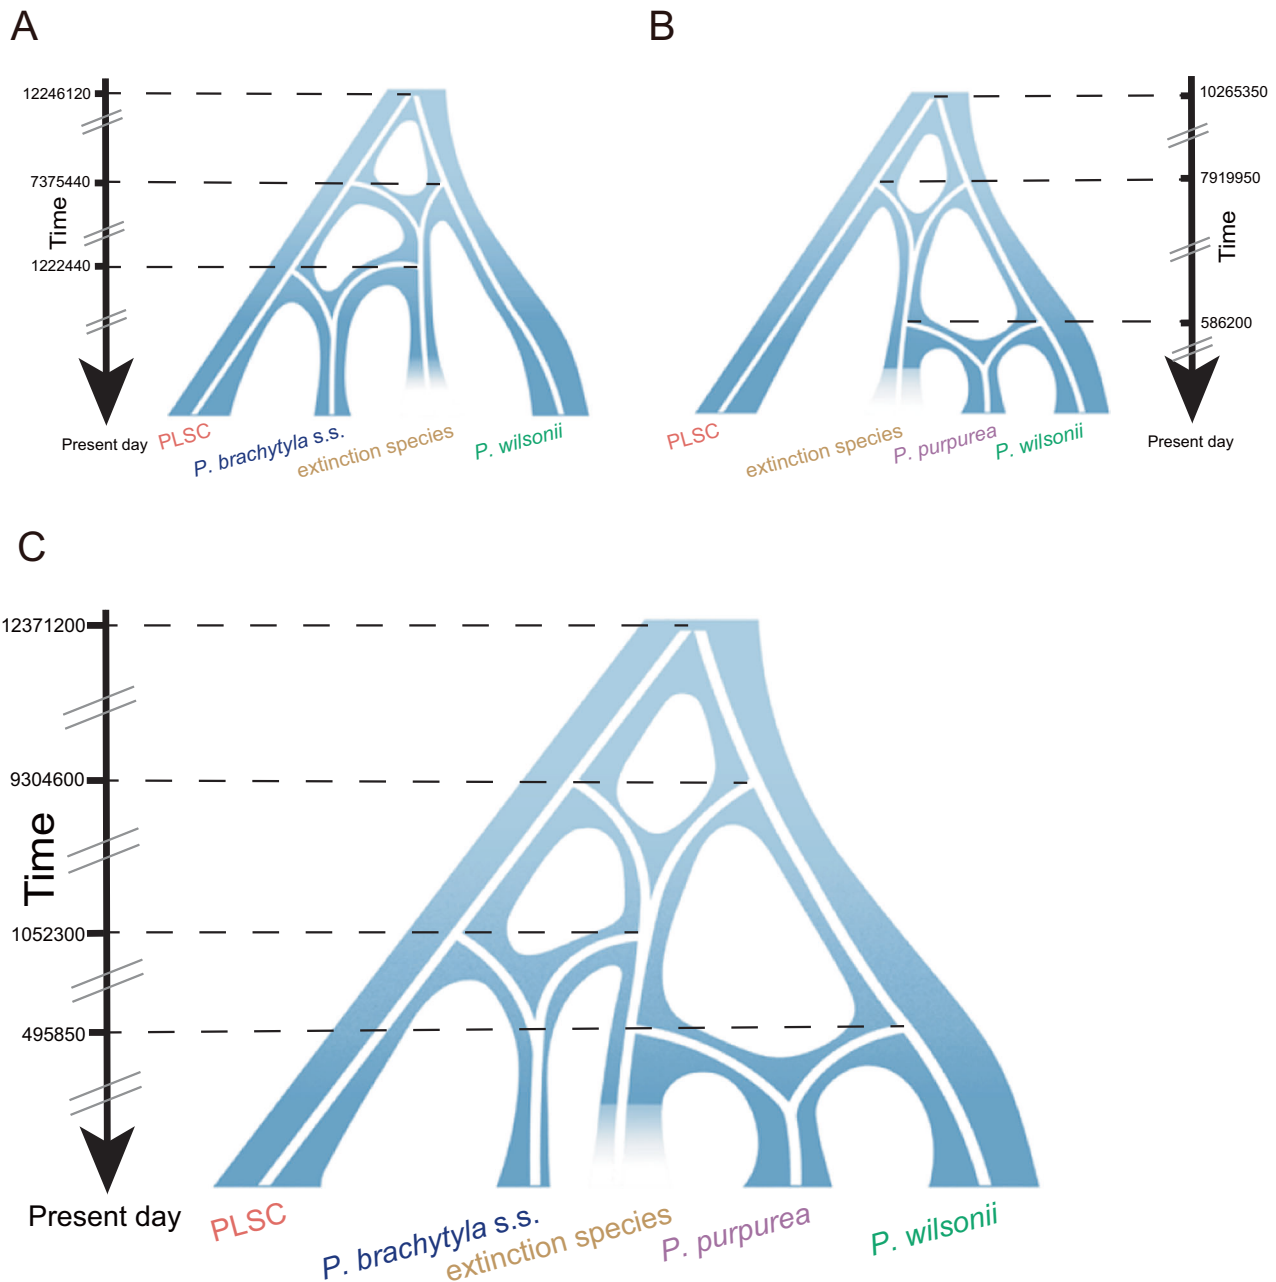 A
12246120
7375440
Time
1222440
Present day
PLSC
P. brachytyla s.s.
extinction species
P. wilsonii
B
10265350
7919950
Time
586200
Present day
PLSC
extinction species
P. purpurea
P. wilsonii
C
12371200
9304600
Time
1052300
495850
Present day
PLSC
P. brachytyla s.s.
extinction species
P. purpurea
P. wilsonii